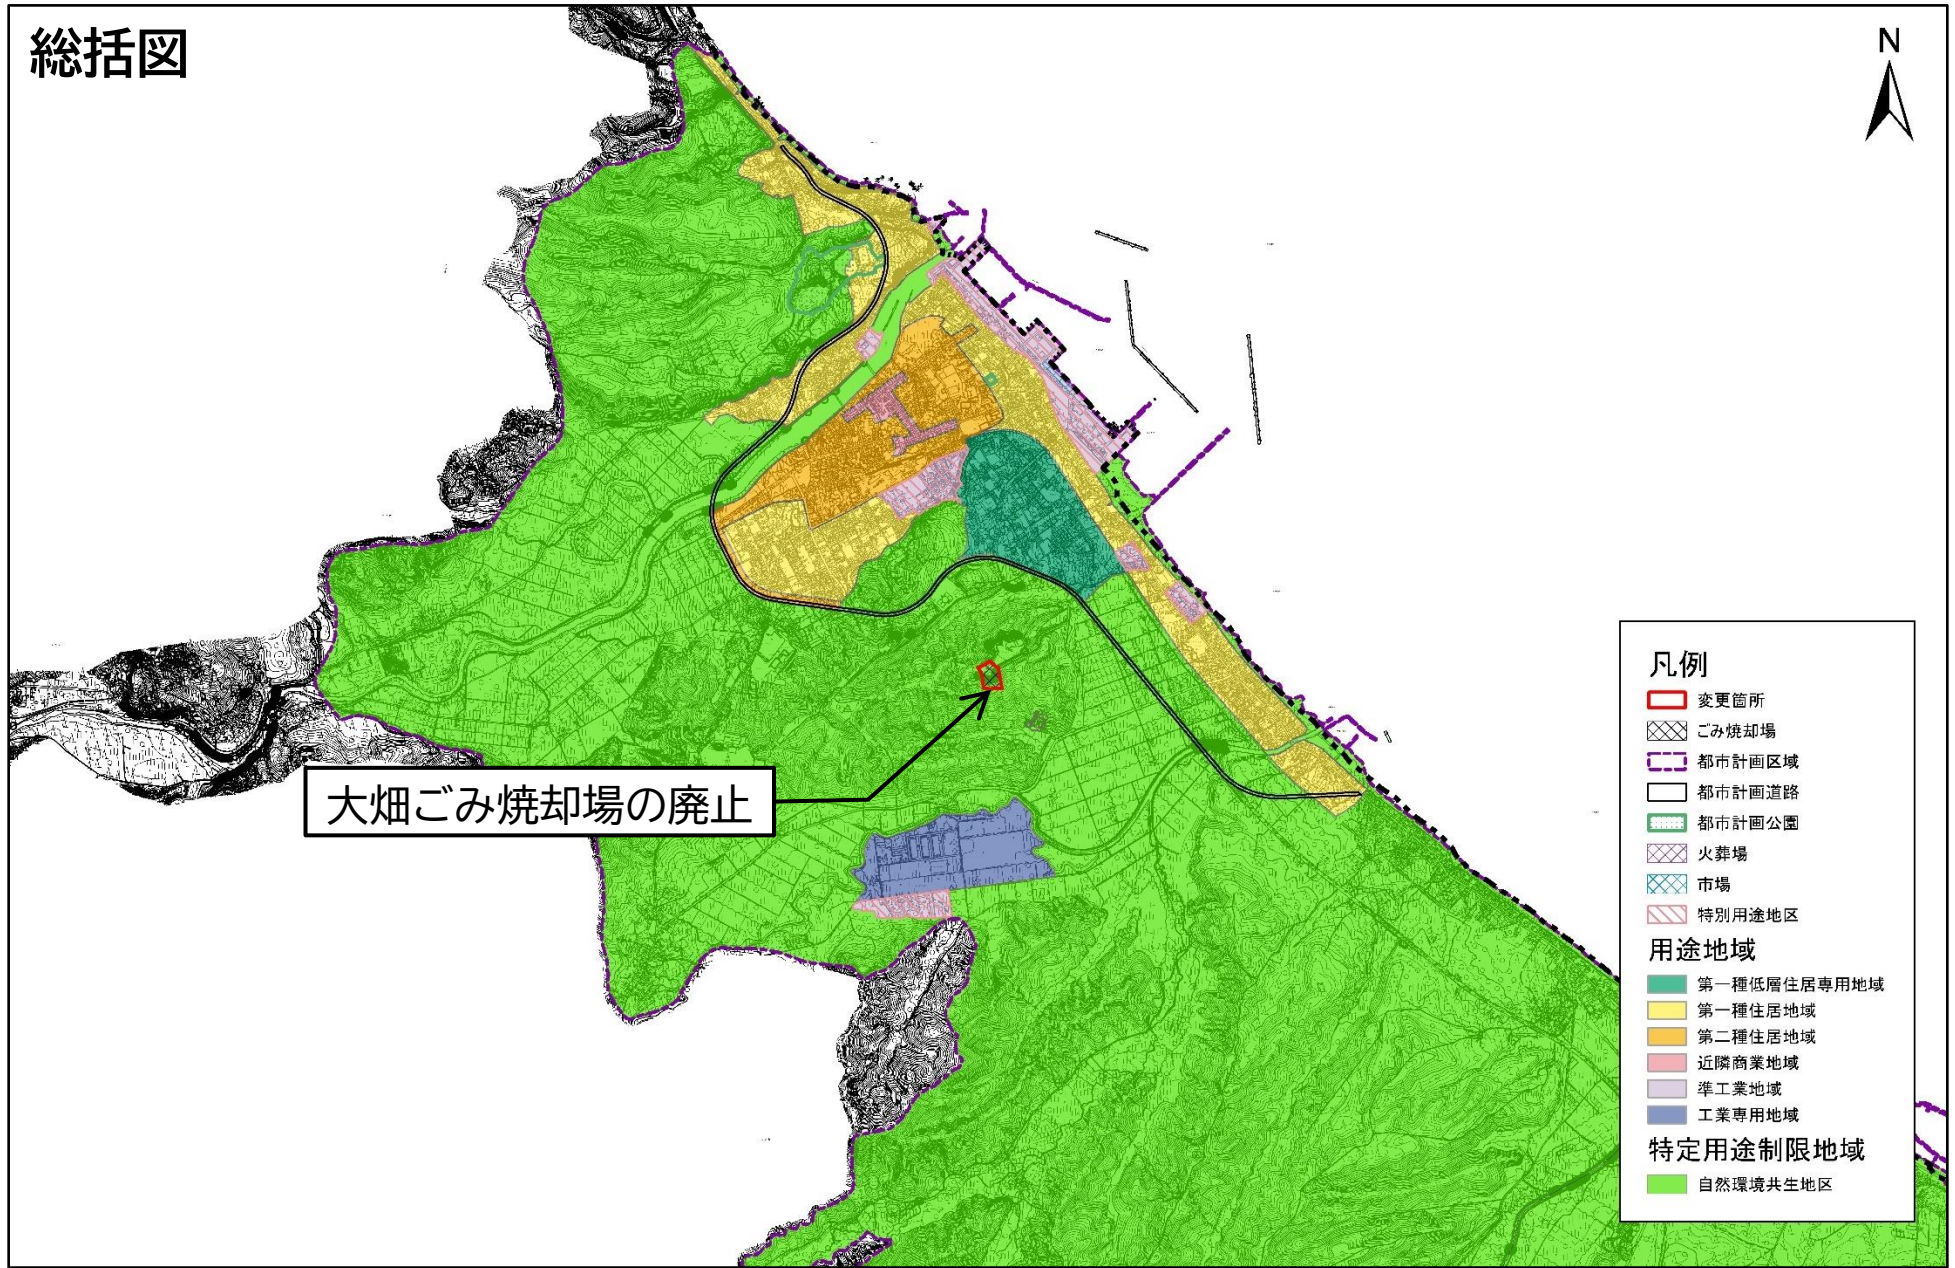 総括図
N
大畑ごみ焼却場の廃止
凡例
変更箇所
ごみ焼却場
都市計画区域
都市計画道路
都市計画公園
火葬場
市場
特別用途地区
用途地域
第一種低層住居専用地域
第一種住居地域
第二種住居地域
近隣商業地域
準工業地域
工業専用地域
特定用途制限地域
自然環境共生地区